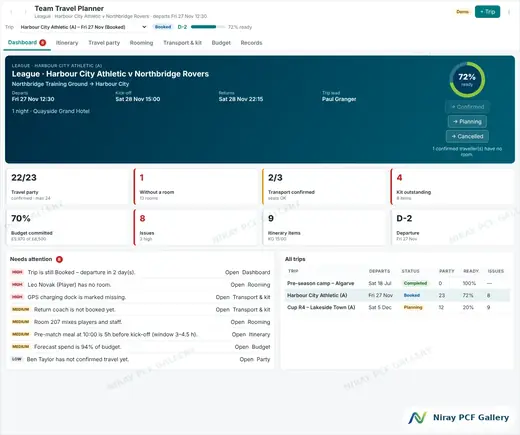 Team Travel Planner
League · Harbour City Athletic v Northbridge Rovers · departs Fri 27 Nov 12:30
Demo
+ Trip
Trip
Harbour City Athletic (A) – Fri 27 Nov (Booked)
Booked
D-2
72% ready
Dashboard 8
Itinerary
Travel party
Rooming
Transport & kit
Budget
Records
LEAGUE · HARBOUR CITY ATHLETIC (A)
League · Harbour City Athletic v Northbridge Rovers
Northbridge Training Ground → Harbour City
Departs
Fri 27 Nov 12:30
Kick-off
Sat 28 Nov 15:00
Returns
Sat 28 Nov 22:15
Trip lead
Paul Granger
1 night · Quayside Grand Hotel
72%
ready
→ Confirmed
→ Planning
→ Cancelled
1 confirmed traveller(s) have no
room.
22/23
Travel party
confirmed · max 24
1
Without a room
13 rooms
2/3
Transport confirmed
seats OK
4
Kit outstanding
8 items
70%
Budget committed
8
Issues
3 high
9
Itinerary items
KO 15:00
D-2
Departure
Fri 27 Nov
Needs attention 8
HIGH Trip is still Booked – departure in 2 day(s). Open Dashboard
HIGH Leo Novak (Player) has no room. Open Rooming
HIGH GPS charging dock is marked missing. Open Transport & kit
MEDIUM Return coach is not booked yet. Open Transport & kit
MEDIUM Room 207 mixes players and staff. Open Rooming
MEDIUM Pre-match meal at 10:00 is 5h before kick-off (window 3–4.5 h). Open Itinerary
MEDIUM Forecast spend is 94% of budget. Open Budget
LOW Ben Taylor has not confirmed travel yet. Open Party
All trips
TRIP DEPARTS STATUS PARTY READY ISSUES
Pre-season camp – Algarve Sat 18 Jul Completed 0 100% —
Harbour City Athletic (A) Fri 27 Nov Booked 23 72% 8
Cup R4 – Lakeside Town (A) Sat 5 Dec Planning 12 20% 9
NIRAY PCF GALLERY
Niray PCF Gallery